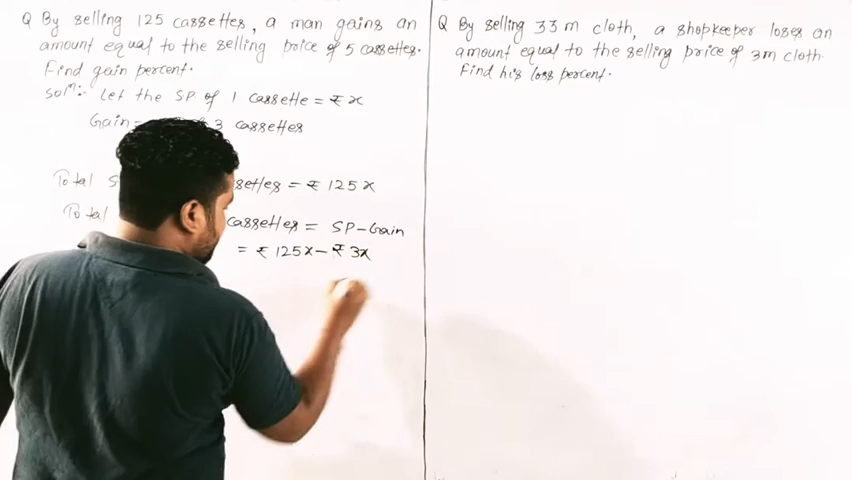 Q By selling 125 cassettes, a man gains an
amount equal to the selling price of 5 cassettes.
Find gain percent.
Solⁿ:- Let the SP of 1 cassette = ₹ x
Gain = 3 cassettes
Total = ₹ 125x
Total cassettes = SP - Gain
= ₹ 125x - ₹ 3x
Q By selling 33 m cloth, a shopkeeper loses an
amount equal to the selling price of 3m cloth.
Find his loss percent.